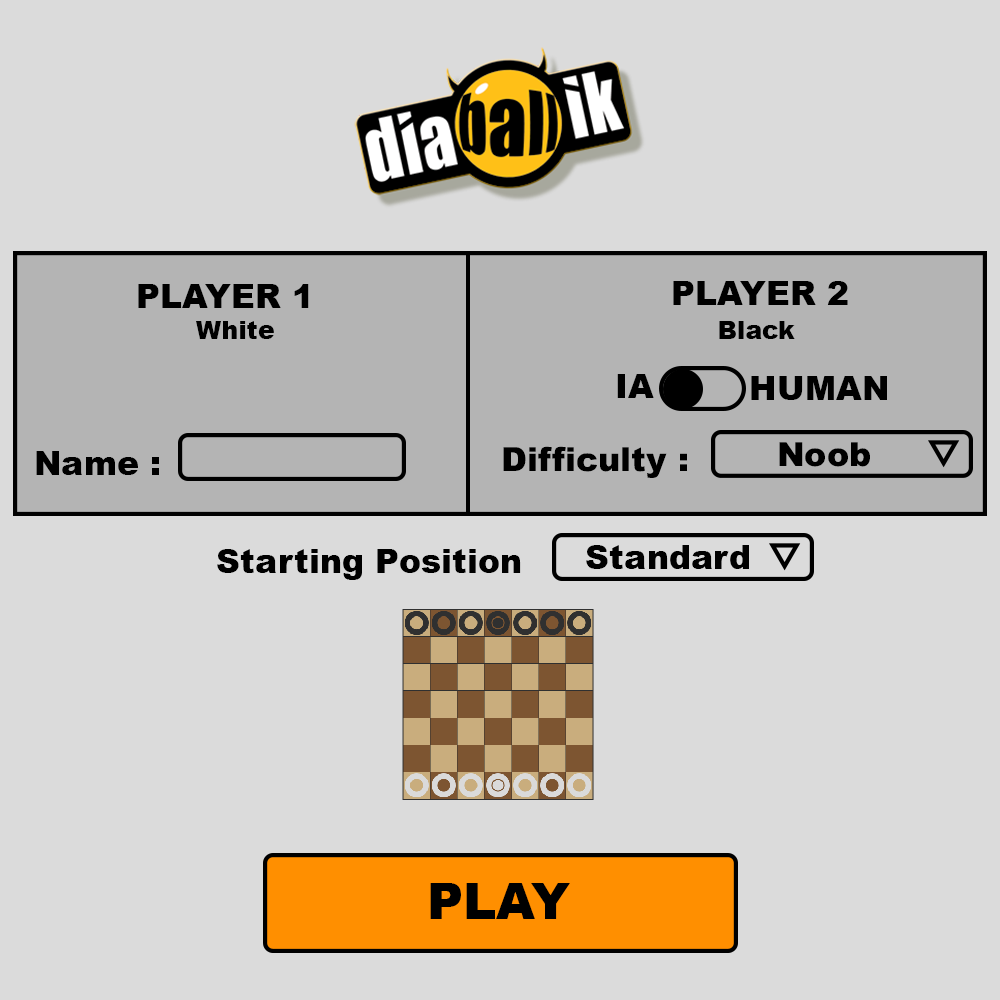 diaballik
PLAYER 1
White
Name :
PLAYER 2
Black
IA HUMAN
Difficulty : Noob
Starting Position Standard
PLAY